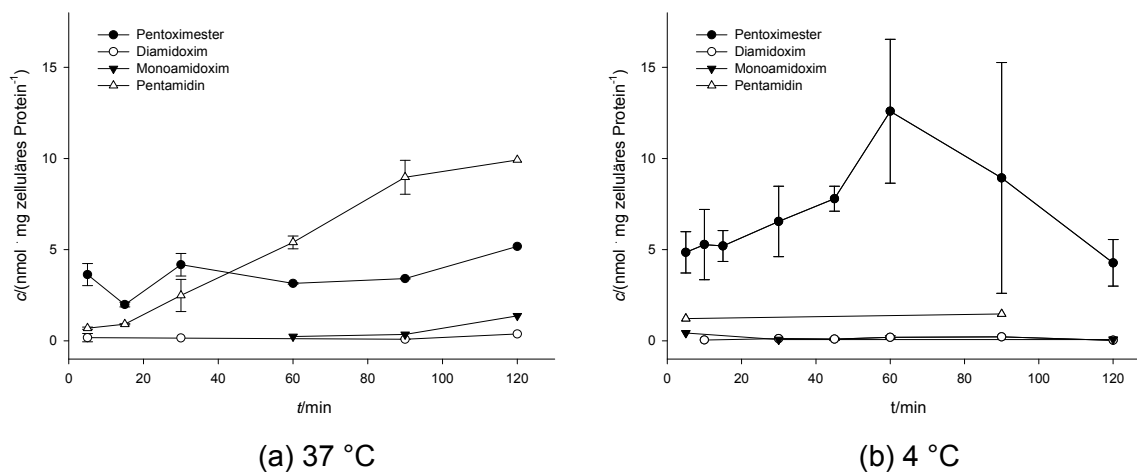 Pentoximester
Diamidoxim
Monoamidoxim
Pentamidin
15
10
5
0
c/(nmol · mg zelluläres Protein⁻¹)
0 20 40 60 80 100 120
t/min
(a) 37 °C
Pentoximester
Diamidoxim
Monoamidoxim
Pentamidin
15
10
5
0
c/(nmol · mg zelluläres Protein⁻¹)
0 20 40 60 80 100 120
t/min
(b) 4 °C